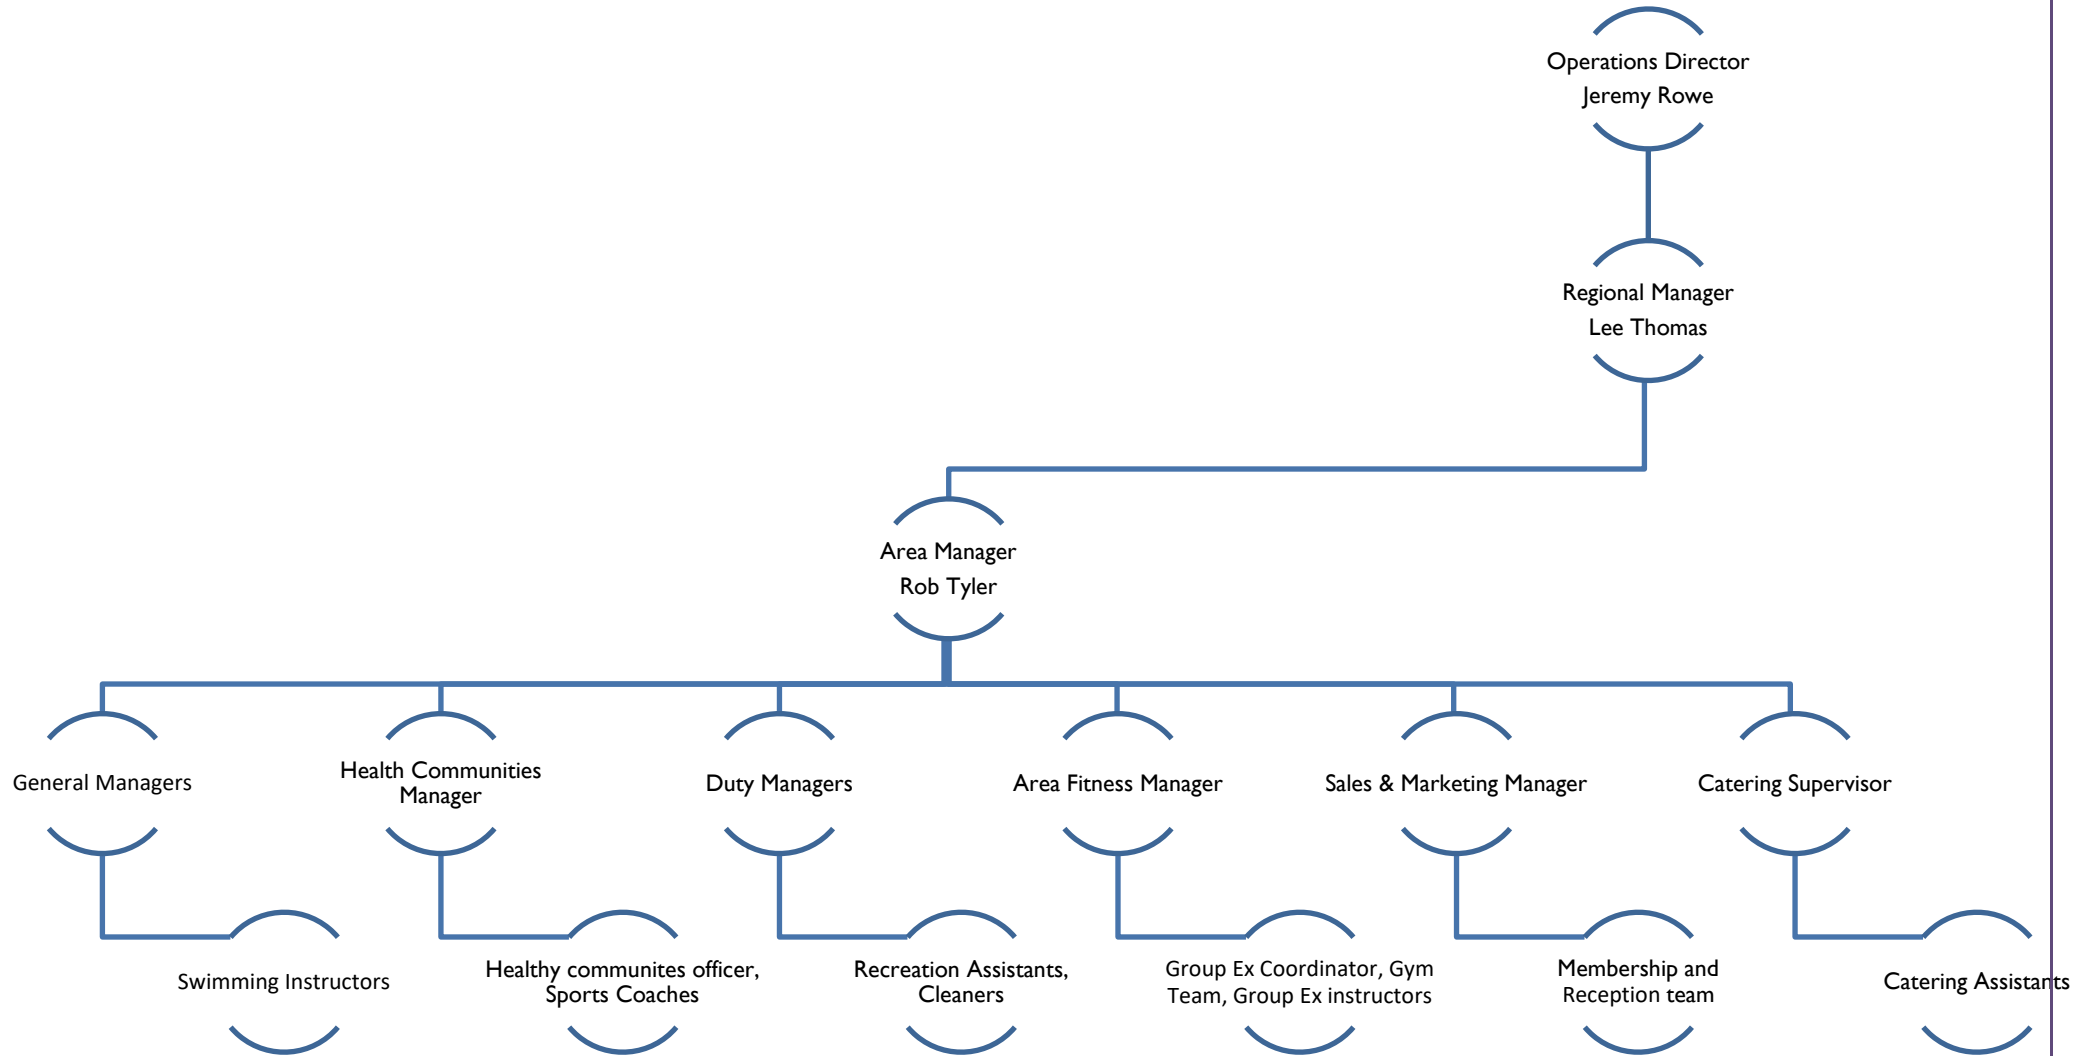 Operations Director
Jeremy Rowe
Regional Manager
Lee Thomas
Area Manager
Rob Tyler
General Managers
Health Communities
Manager
Duty Managers
Area Fitness Manager
Sales & Marketing Manager
Catering Supervisor
Swimming Instructors
Healthy communites officer,
Sports Coaches
Recreation Assistants,
Cleaners
Group Ex Coordinator, Gym
Team, Group Ex instructors
Membership and
Reception team
Catering Assistants